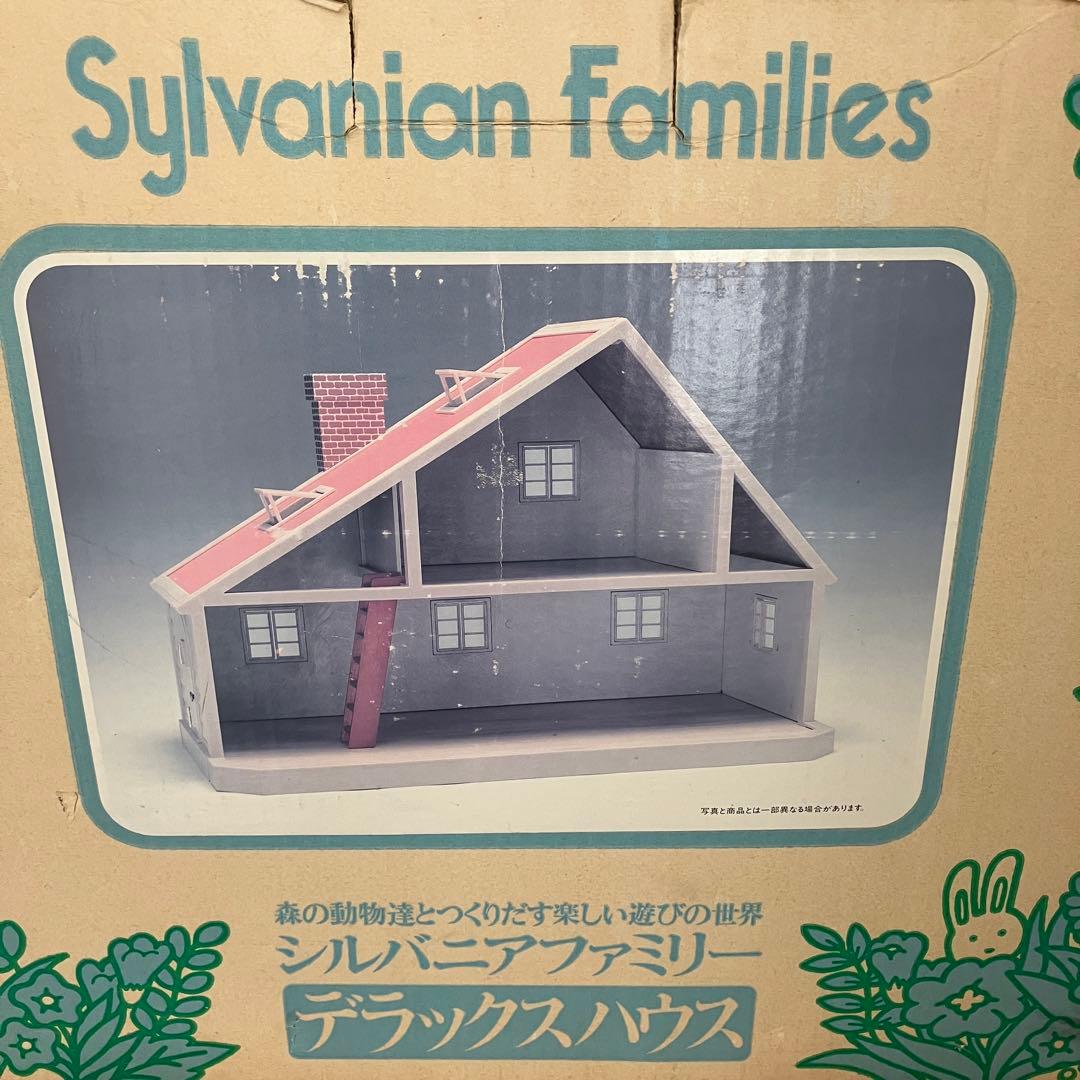 Sylvanian Families
写真と商品とは一部異なる場合があります。
森の動物達とつくりだす楽しい遊びの世界
シルバニアファミリー
デラックスハウス